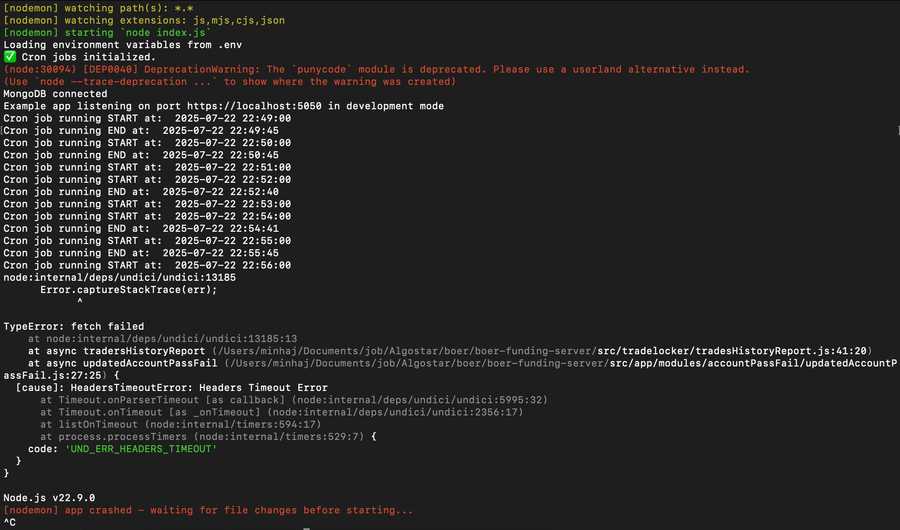 [nodemon] watching path(s): *.*
[nodemon] watching extensions: js,mjs,cjs,json
[nodemon] starting `node index.js`
Loading environment variables from .env
✅ Cron jobs initialized.
(node:30094) [DEP0040] DeprecationWarning: The `punycode` module is deprecated. Please use a userland alternative instead.
(Use `node --trace-deprecation ...` to show where the warning was created)
MongoDB connected
Example app listening on port https://localhost:5050 in development mode
Cron job running START at:  2025-07-22 22:49:00
Cron job running END at:  2025-07-22 22:49:45
Cron job running START at:  2025-07-22 22:50:00
Cron job running END at:  2025-07-22 22:50:45
Cron job running START at:  2025-07-22 22:51:00
Cron job running START at:  2025-07-22 22:52:00
Cron job running END at:  2025-07-22 22:52:40
Cron job running START at:  2025-07-22 22:53:00
Cron job running START at:  2025-07-22 22:54:00
Cron job running END at:  2025-07-22 22:54:41
Cron job running START at:  2025-07-22 22:55:00
Cron job running END at:  2025-07-22 22:55:45
Cron job running START at:  2025-07-22 22:56:00
node:internal/deps/undici/undici:13185
      Error.captureStackTrace(err);
            ^
TypeError: fetch failed
    at node:internal/deps/undici/undici:13185:13
    at async tradersHistoryReport (/Users/minhaj/Documents/job/Algostar/boer/boer-funding-server/src/tradelocker/tradesHistoryReport.js:41:20)
    at async updatedAccountPassFail (/Users/minhaj/Documents/job/Algostar/boer/boer-funding-server/src/app/modules/accountPassFail/updatedAccountP
assFail.js:27:25) {
  [cause]: HeadersTimeoutError: Headers Timeout Error
      at Timeout.onParserTimeout [as callback] (node:internal/deps/undici/undici:5995:32)
      at Timeout.onTimeout [as _onTimeout] (node:internal/deps/undici/undici:2356:17)
      at listOnTimeout (node:internal/timers:594:17)
      at process.processTimers (node:internal/timers:529:7) {
    code: 'UND_ERR_HEADERS_TIMEOUT'
  }
}
Node.js v22.9.0
[nodemon] app crashed - waiting for file changes before starting...
^C